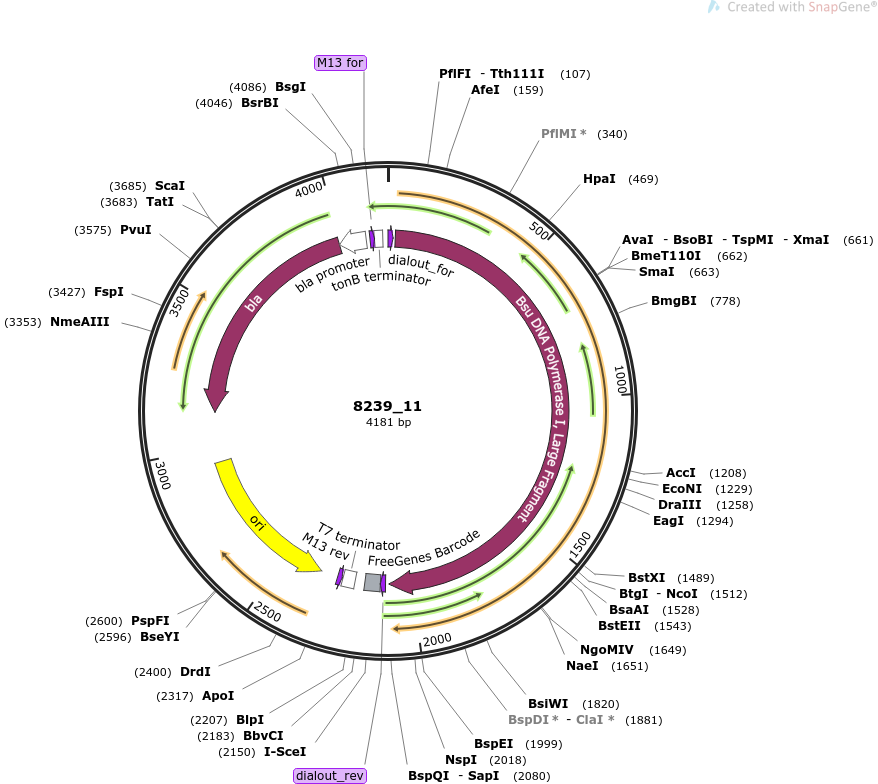 Created with SnapGene®
M13 for
(4086) BsgI
(4046) BsrBI
PflFI - Tth111I (107)
AfeI (159)
PflMI * (340)
HpaI (469)
(3685) ScaI
(3683) TatI
(3575) PvuI
(3427) FspI
(3353) NmeAIII
AvaI - BsoBI - TspMI - XmaI (661)
BmeT110I (662)
SmaI (663)
BmgBI (778)
4000
500
3500
1000
3000
1500
2500
2000
bla promoter
dialout_for
tonB terminator
bla
Bsu DNA Polymerase I, Large Fragment
8239_11
4181 bp
ori
T7 terminator
M13 rev
FreeGenes Barcode
AccI (1208)
EcoNI (1229)
DraIII (1258)
EagI (1294)
BstXI (1489)
BtgI - NcoI (1512)
BsaAI (1528)
BstEII (1543)
NgoMIV (1649)
NaeI (1651)
(2600) PspFI
(2596) BseYI
(2400) DrdI
(2317) ApoI
(2207) BlpI
(2183) BbvCI
(2150) I-SceI
dialout_rev
BsiWI (1820)
BspDI * - ClaI * (1881)
BspEI (1999)
NspI (2018)
BspQI - SapI (2080)